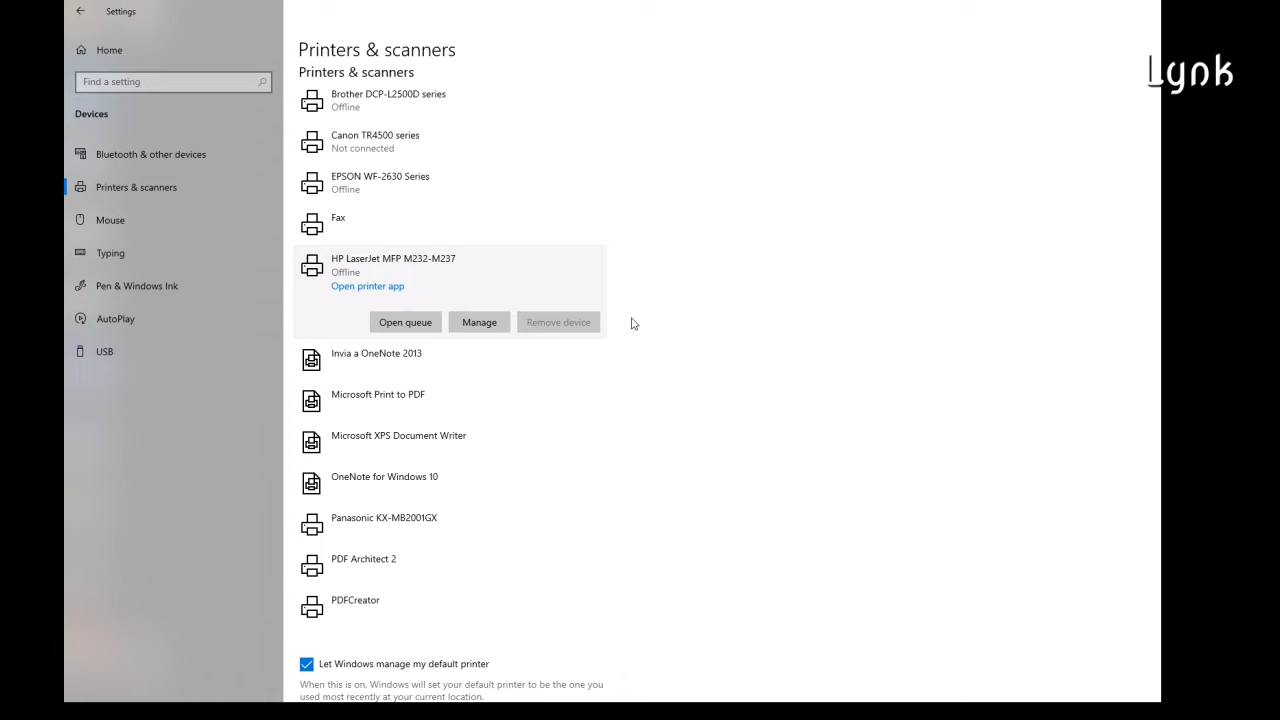 Settings
Home
Find a setting
Devices
Bluetooth & other devices
Printers & scanners
Mouse
Typing
Pen & Windows Ink
AutoPlay
USB
Printers & scanners
Printers & scanners
Brother DCP-L2500D series
Offline
Canon TR4500 series
Not connected
EPSON WF-2630 Series
Offline
Fax
HP LaserJet MFP M232-M237
Offline
Open printer app
Open queue
Manage
Remove device
Invia a OneNote 2013
Microsoft Print to PDF
Microsoft XPS Document Writer
OneNote for Windows 10
Panasonic KX-MB2001GX
PDF Architect 2
PDFCreator
Let Windows manage my default printer
When this is on, Windows will set your default printer to be the one you
used most recently at your current location.
Lynk